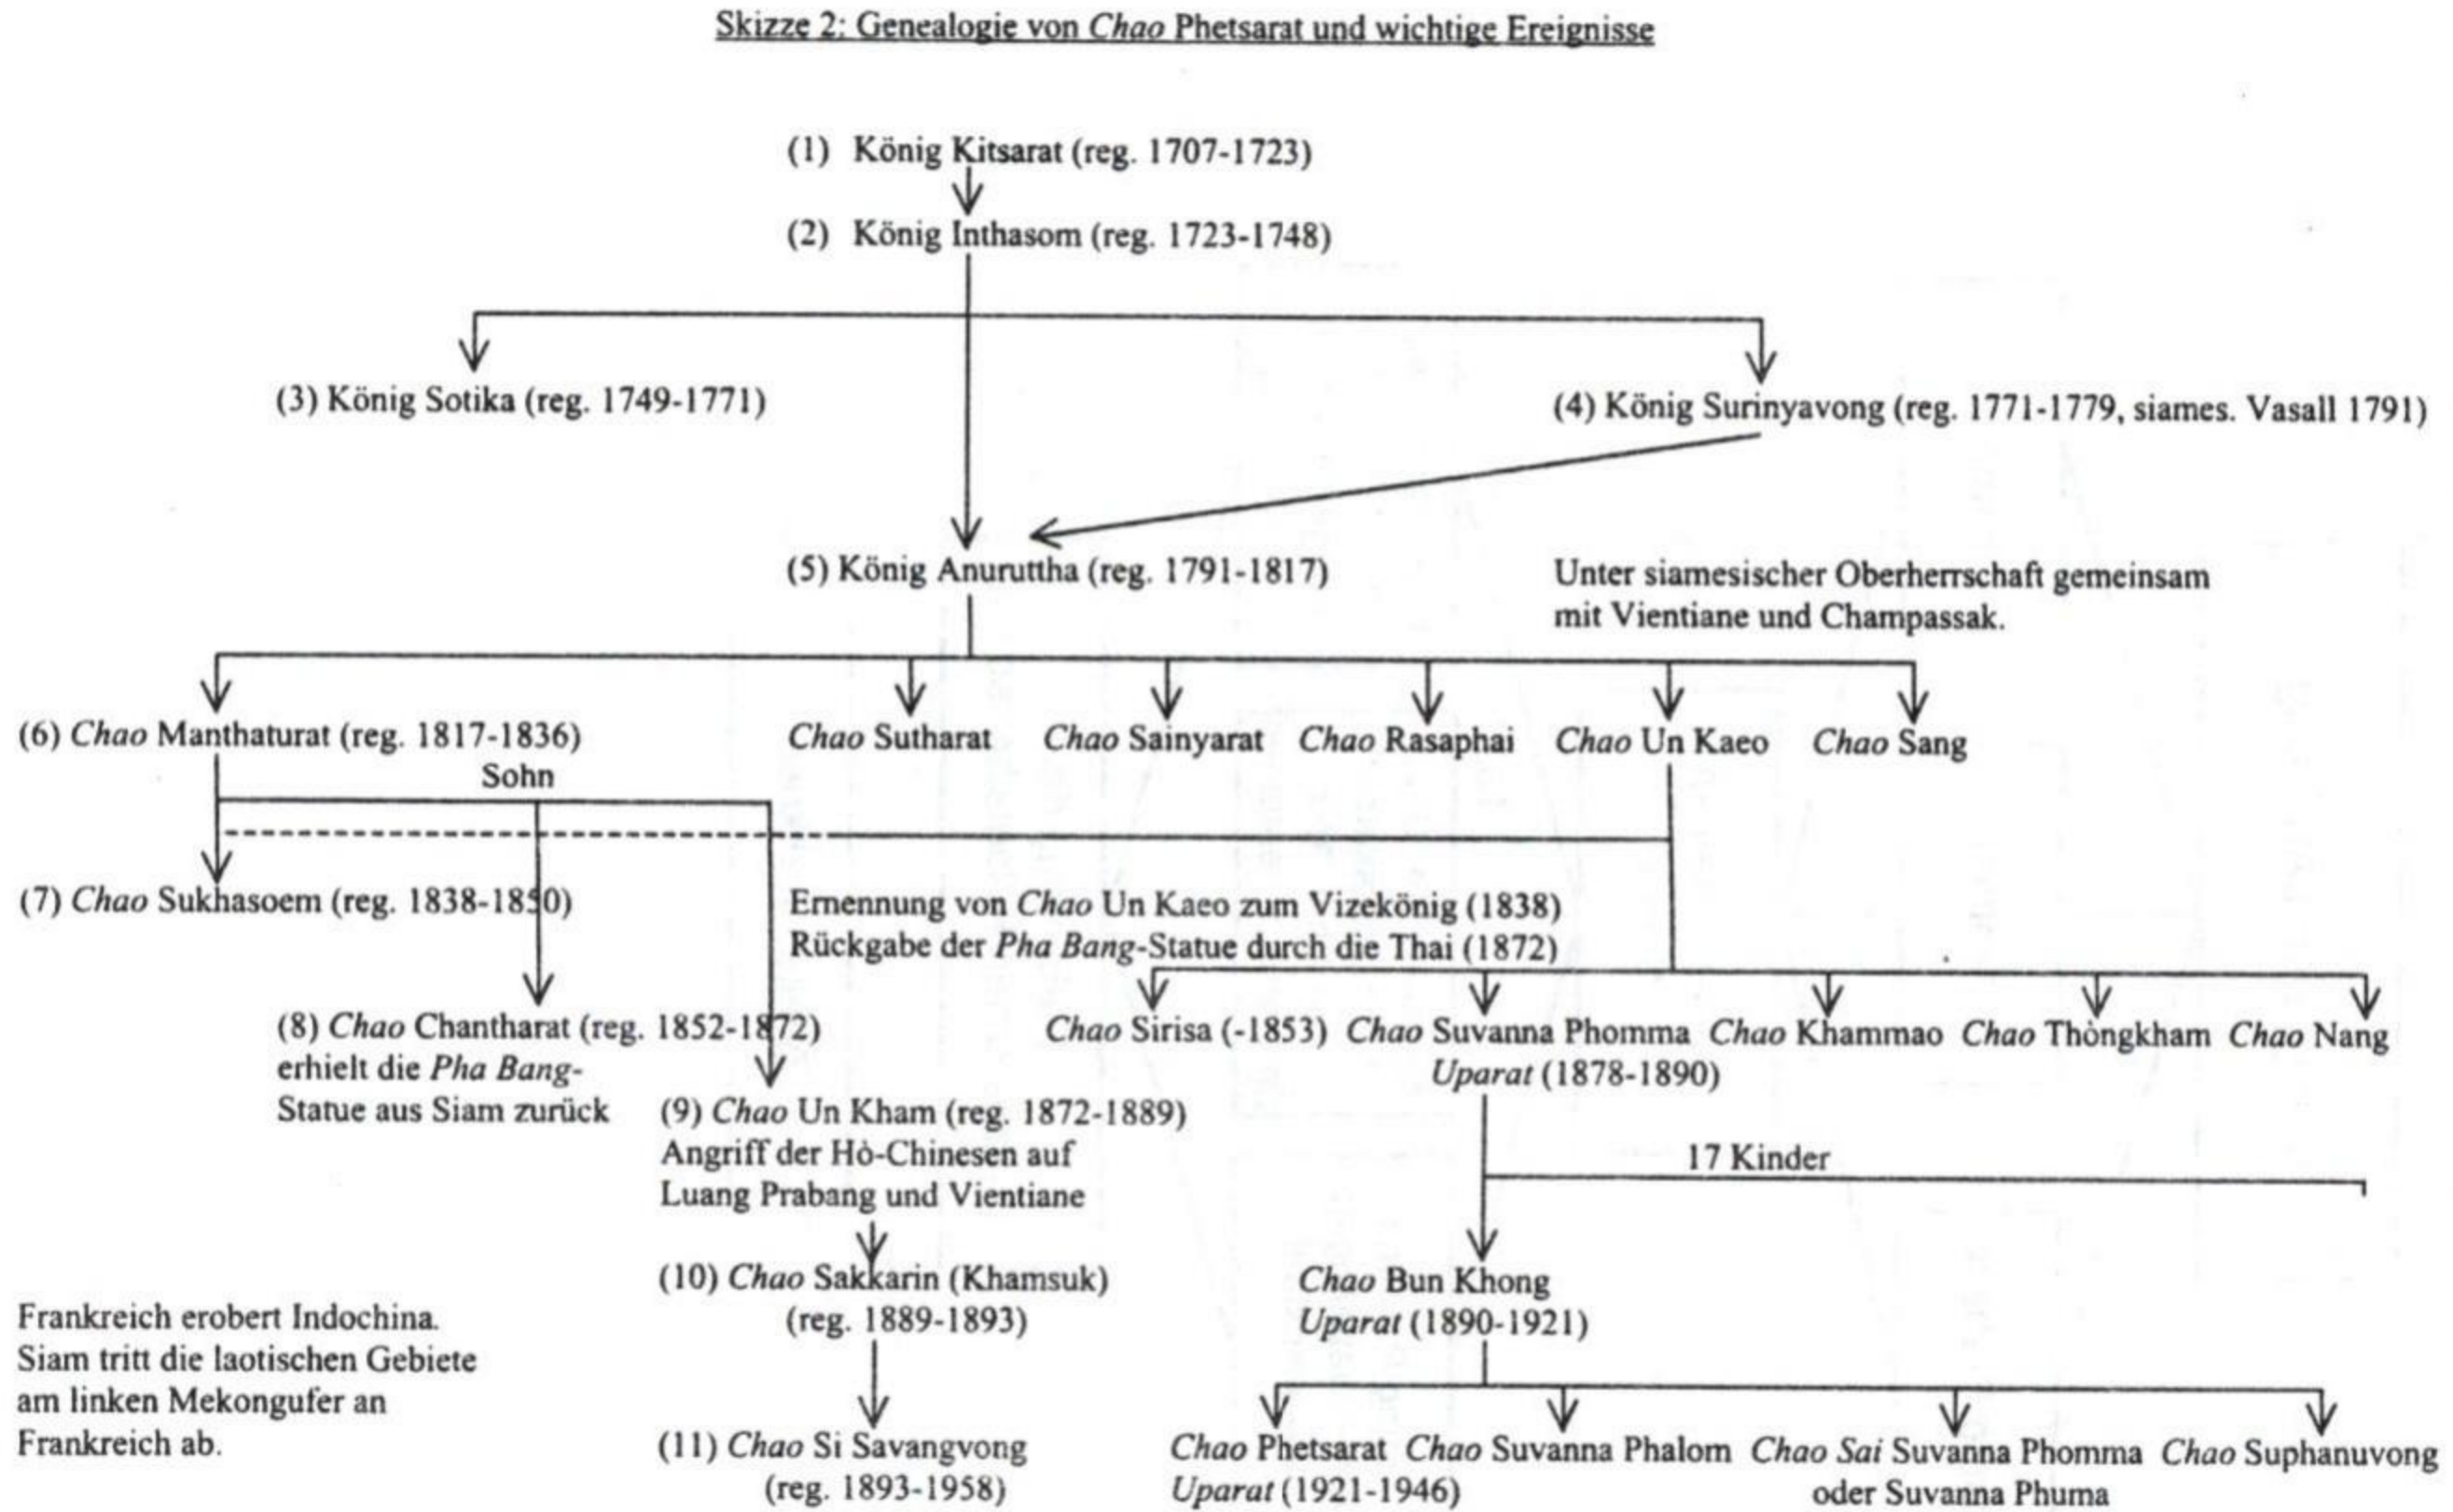 Skizze 2: Genealogie von Chao Phetsarat und wichtige Ereignisse
(1) König Kitsarat (reg. 1707-1723)
(2) König Inthasom (reg. 1723-1748)
(3) König Sotika (reg. 1749-1771)
(4) König Surinyavong (reg. 1771-1779, siames. Vasall 1791)
(5) König Anuruttha (reg. 1791-1817)
Unter siamesischer Oberherrschaft gemeinsam
mit Vientiane und Champassak.
(6) Chao Manthaturat (reg. 1817-1836)
Chao Sutharat
Chao Sainyarat
Chao Rasaphai
Chao Un Kaeo
Chao Sang
Sohn
(7) Chao Sukhasoem (reg. 1838-1850)
Ernennung von Chao Un Kaeo zum Vizekönig (1838)
Rückgabe der Pha Bang-Statue durch die Thai (1872)
(8) Chao Chantharat (reg. 1852-1872)
erhielt die Pha Bang-
Statue aus Siam zurück
Chao Sirisa (-1853)
Chao Suvanna Phomma
Uparat (1878-1890)
Chao Khammao
Chao Thòngkham
Chao Nang
(9) Chao Un Kham (reg. 1872-1889)
Angriff der Hò-Chinesen auf
Luang Prabang und Vientiane
17 Kinder
(10) Chao Sakkarin (Khamsuk)
(reg. 1889-1893)
Chao Bun Khong
Uparat (1890-1921)
Frankreich erobert Indochina.
Siam tritt die laotischen Gebiete
am linken Mekongufer an
Frankreich ab.
(11) Chao Si Savangvong
(reg. 1893-1958)
Chao Phetsarat
Uparat (1921-1946)
Chao Suvanna Phalom
Chao Sai Suvanna Phomma
oder Suvanna Phuma
Chao Suphanuvong